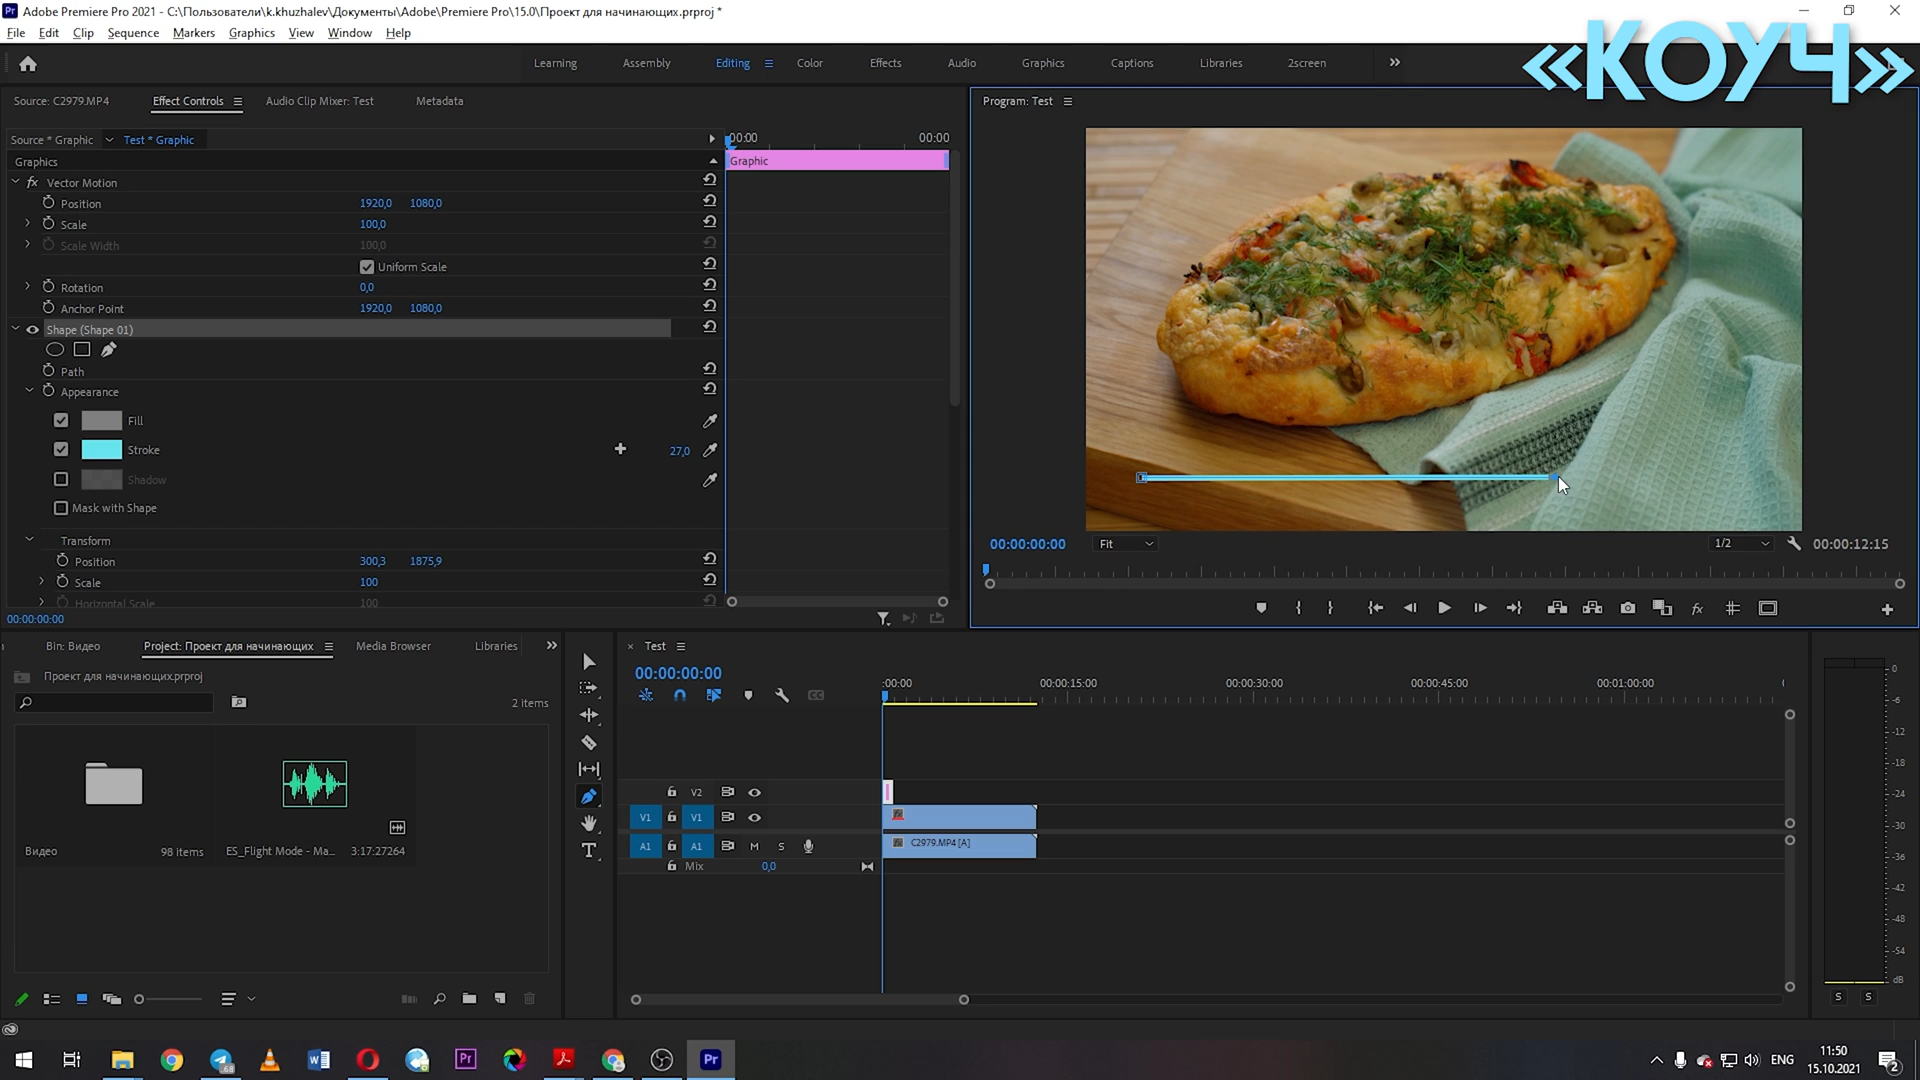 Adobe Premiere Pro 2021 - C:\Пользователи\k.khuzhalev\Документы\Adobe\Premiere Pro\15.0\Проект для начинающих.prproj *
File Edit Clip Sequence Markers Graphics View Window Help
«КОУЧ»
Learning Assembly Editing Color Effects Audio Graphics Captions Libraries 2screen
Source: C2979.MP4 Effect Controls Audio Clip Mixer: Test Metadata
Program: Test
Source * Graphic Test * Graphic
:00:00 00:00
Graphics
Graphic
fx Vector Motion
Position 1920,0 1080,0
Scale 100,0
Scale Width 100,0
Uniform Scale
Rotation 0,0
Anchor Point 1920,0 1080,0
Shape (Shape 01)
Path
Appearance
Fill
Stroke 27,0
Shadow
Mask with Shape
Transform
Position 300,3 1875,9
Scale 100
Horizontal Scale 100
00:00:00:00
00:00:00:00 Fit 1/2 00:00:12:15
fx
Bin: Видео Project: Проект для начинающих Media Browser Libraries
Проект для начинающих.prproj
2 items
Видео 98 items
ES_Flight Mode - Ma... 3:17:27264
Test
00:00:00:00
:00:00 00:00:15:00 00:00:30:00 00:00:45:00 00:01:00:00
V2
V1 V1
A1 A1 M S
C2979.MP4 [A]
Mix 0,0
0
-6
-12
-18
-24
-30
-36
-42
-48
-54
dB
S S
T
68
W
Pr
Pr
ENG
11:50
15.10.2021
2